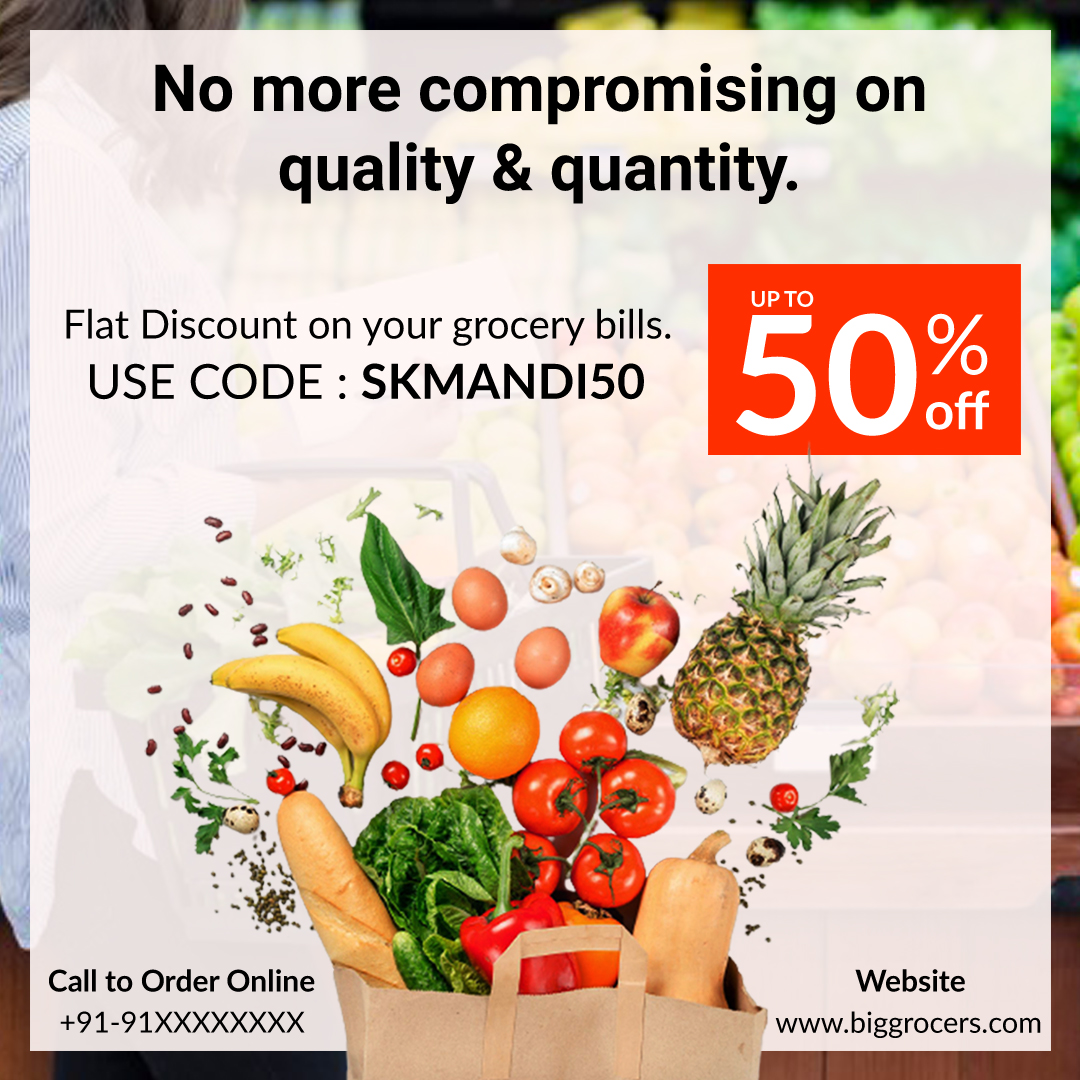 No more compromising on
quality & quantity.
Flat Discount on your grocery bills.
USE CODE : SKMANDI50
UP TO
50%
off
Call to Order Online
+91-91XXXXXXXX
Website
www.biggrocers.com